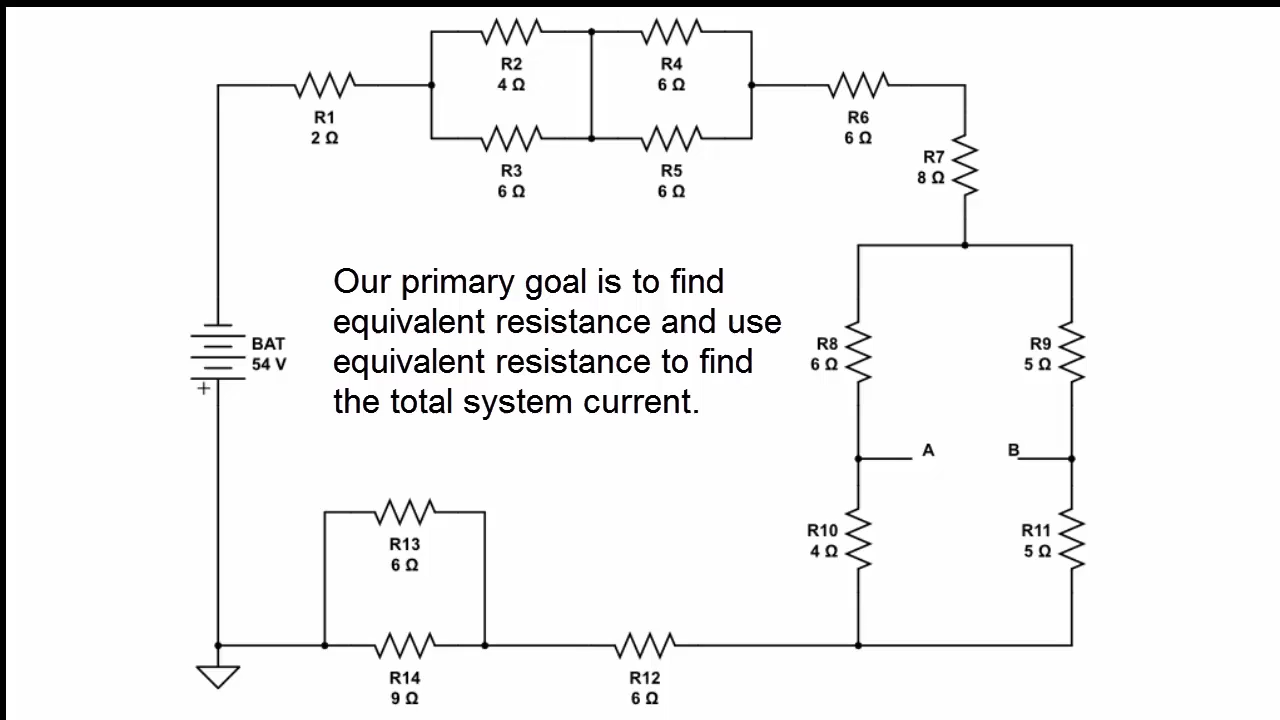 R2
4 Ω
R4
6 Ω
R1
2 Ω
R6
6 Ω
R3
6 Ω
R5
6 Ω
R7
8 Ω
Our primary goal is to find
equivalent resistance and use
equivalent resistance to find
the total system current.
BAT
54 V
+
R8
6 Ω
R9
5 Ω
A
B
R10
4 Ω
R11
5 Ω
R13
6 Ω
R14
9 Ω
R12
6 Ω